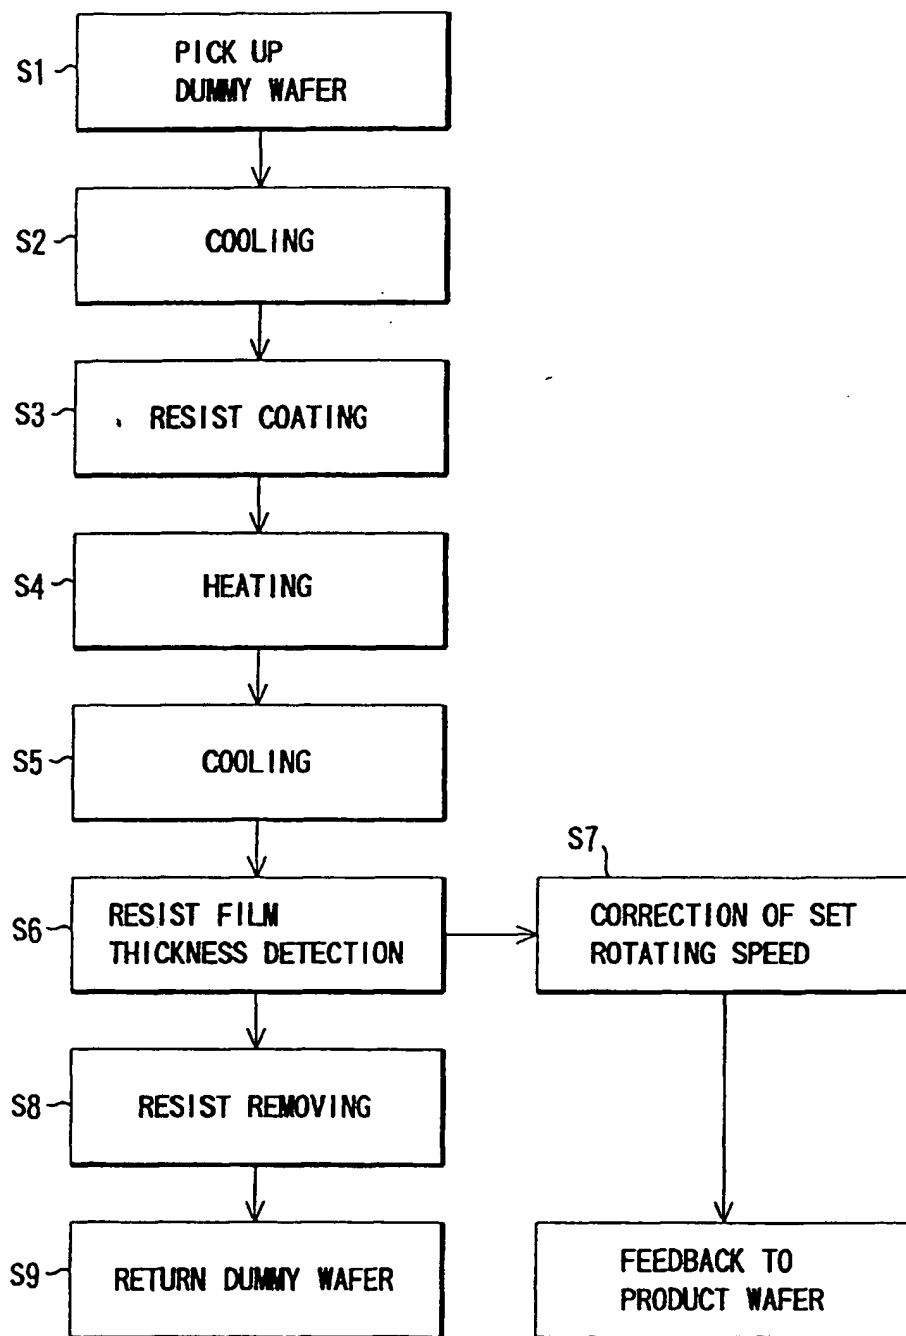 S1
PICK UP
DUMMY WAFER
S2
COOLING
S3
RESIST COATING
S4
HEATING
S5
COOLING
S6
RESIST FILM
THICKNESS DETECTION
S7
CORRECTION OF SET
ROTATING SPEED
S8
RESIST REMOVING
S9
RETURN DUMMY WAFER
FEEDBACK TO
PRODUCT WAFER